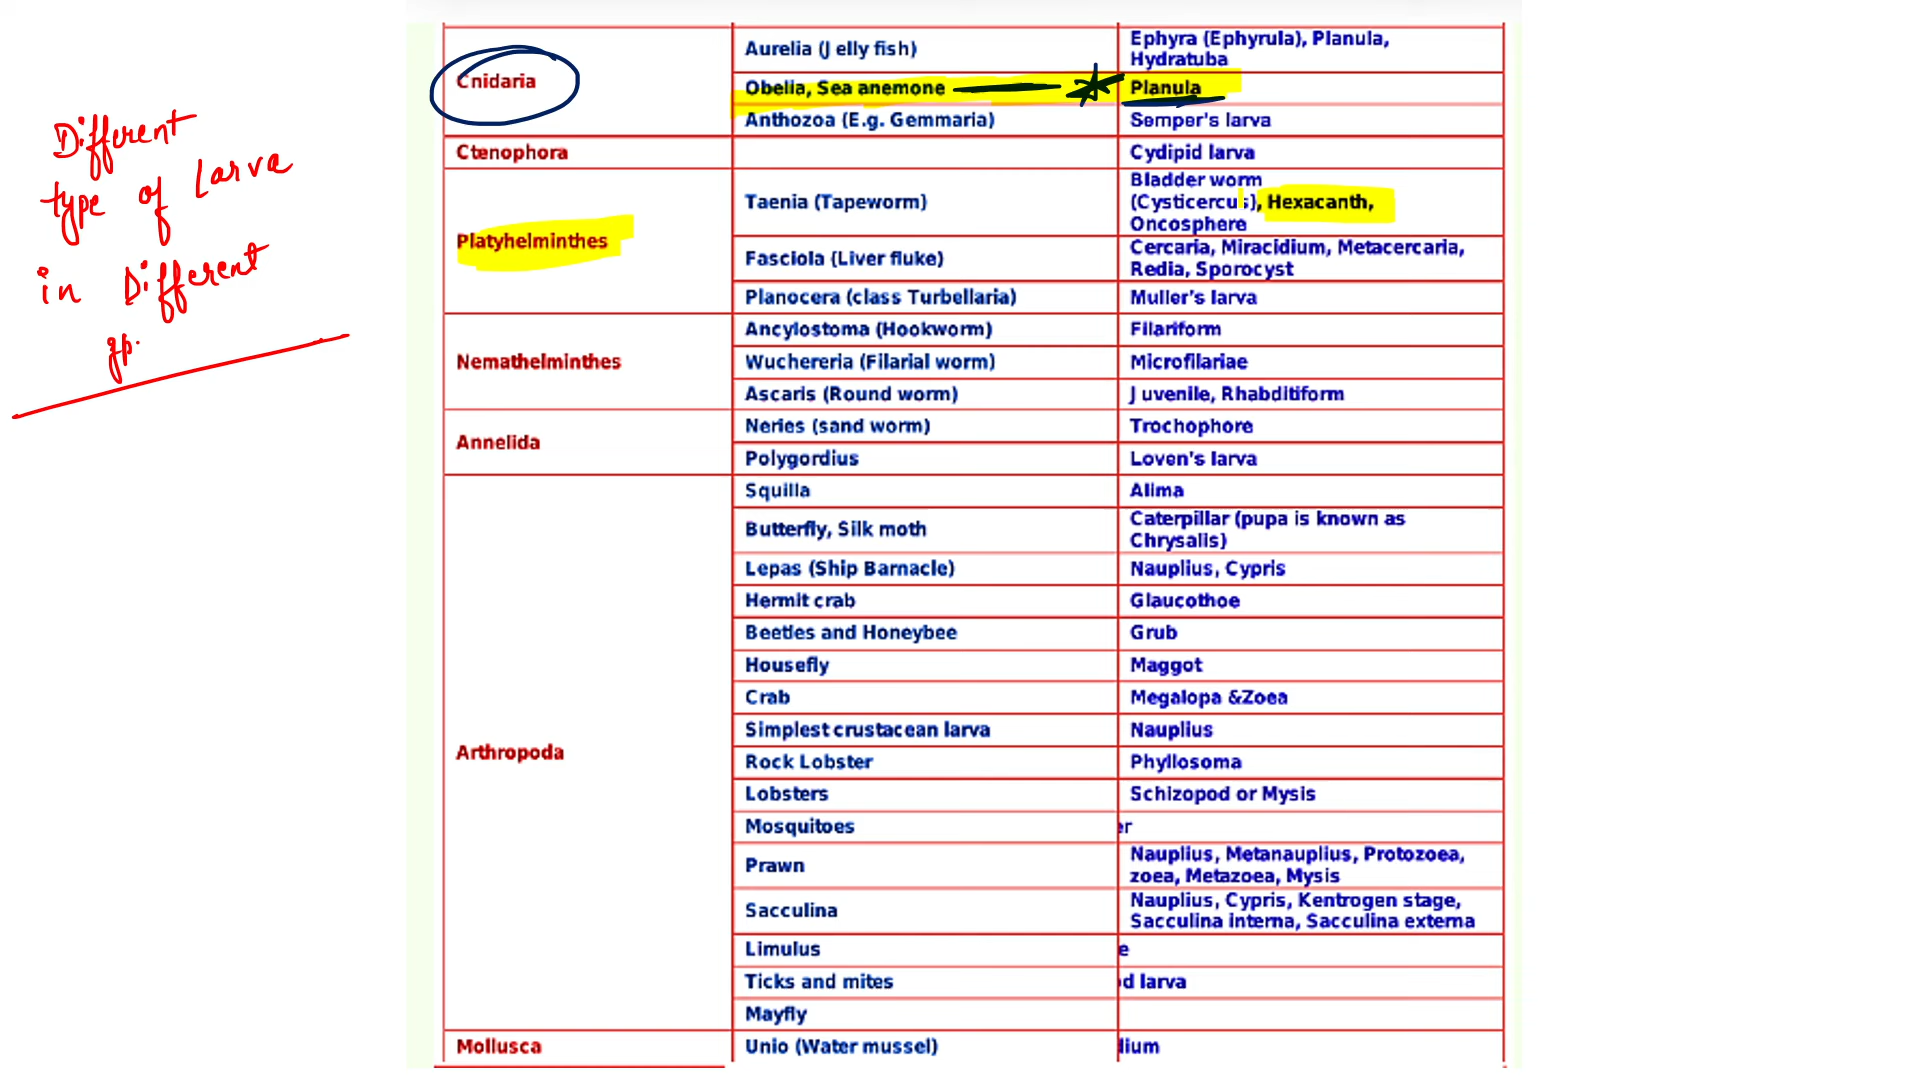 Different
type of Larva
in Different
gp.
Cnidaria
Aurelia (Jelly fish)
Ephyra (Ephyrula), Planula,
Hydratuba
Obelia, Sea anemone
Planula
Anthozoa (E.g. Gemmaria)
Semper's larva
Ctenophora
Cydipid larva
Platyhelminthes
Taenia (Tapeworm)
Bladder worm
(Cysticercus), Hexacanth,
Oncosphere
Fasciola (Liver fluke)
Cercaria, Miracidium, Metacercaria,
Redia, Sporocyst
Planocera (class Turbellaria)
Muller's larva
Nemathelminthes
Ancylostoma (Hookworm)
Filariform
Wuchereria (Filarial worm)
Microfilariae
Ascaris (Round worm)
Juvenile, Rhabditiform
Annelida
Neries (sand worm)
Trochophore
Polygordius
Loven's larva
Arthropoda
Squilla
Alima
Butterfly, Silk moth
Caterpillar (pupa is known as
Chrysalis)
Lepas (Ship Barnacle)
Nauplius, Cypris
Hermit crab
Glaucothoe
Beetles and Honeybee
Grub
Housefly
Maggot
Crab
Megalopa &Zoea
Simplest crustacean larva
Nauplius
Rock Lobster
Phyllosoma
Lobsters
Schizopod or Mysis
Mosquitoes
er
Prawn
Nauplius, Metanauplius, Protozoea,
zoea, Metazoea, Mysis
Sacculina
Nauplius, Cypris, Kentrogen stage,
Sacculina interna, Sacculina externa
Limulus
e
Ticks and mites
d larva
Mayfly
Mollusca
Unio (Water mussel)
dium